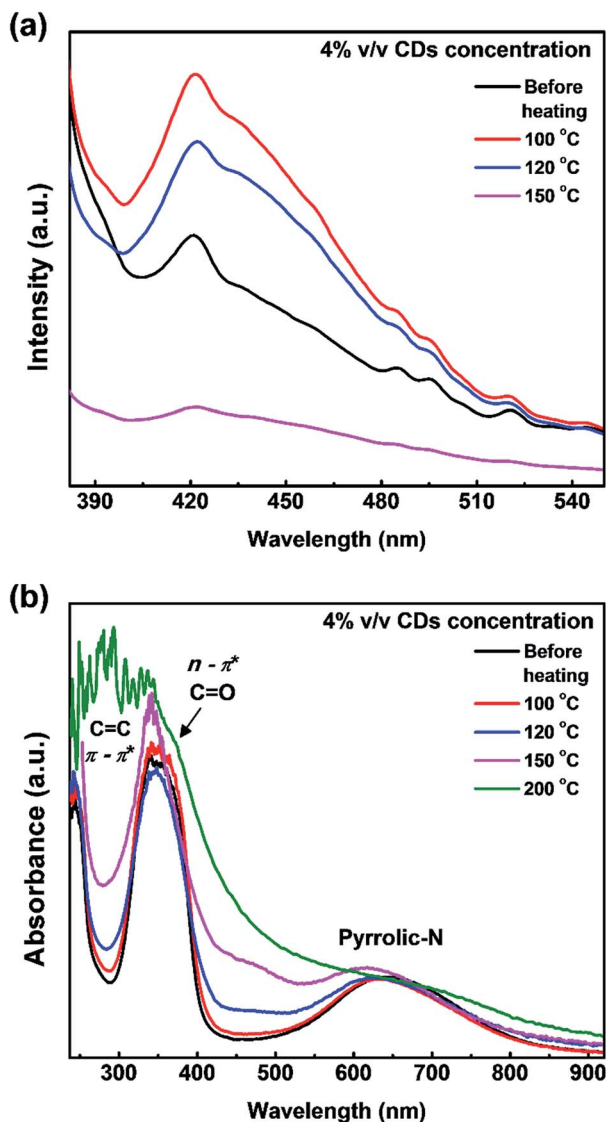 (a)
4% v/v CDs concentration
Before
heating
100 °C
120 °C
150 °C
Intensity (a.u.)
390 420 450 480 510 540
Wavelength (nm)
(b)
4% v/v CDs concentration
Before
heating
100 °C
120 °C
150 °C
200 °C
n - π*
C=O
C=C
π - π*
Pyrrolic-N
Absorbance (a.u.)
300 400 500 600 700 800 900
Wavelength (nm)